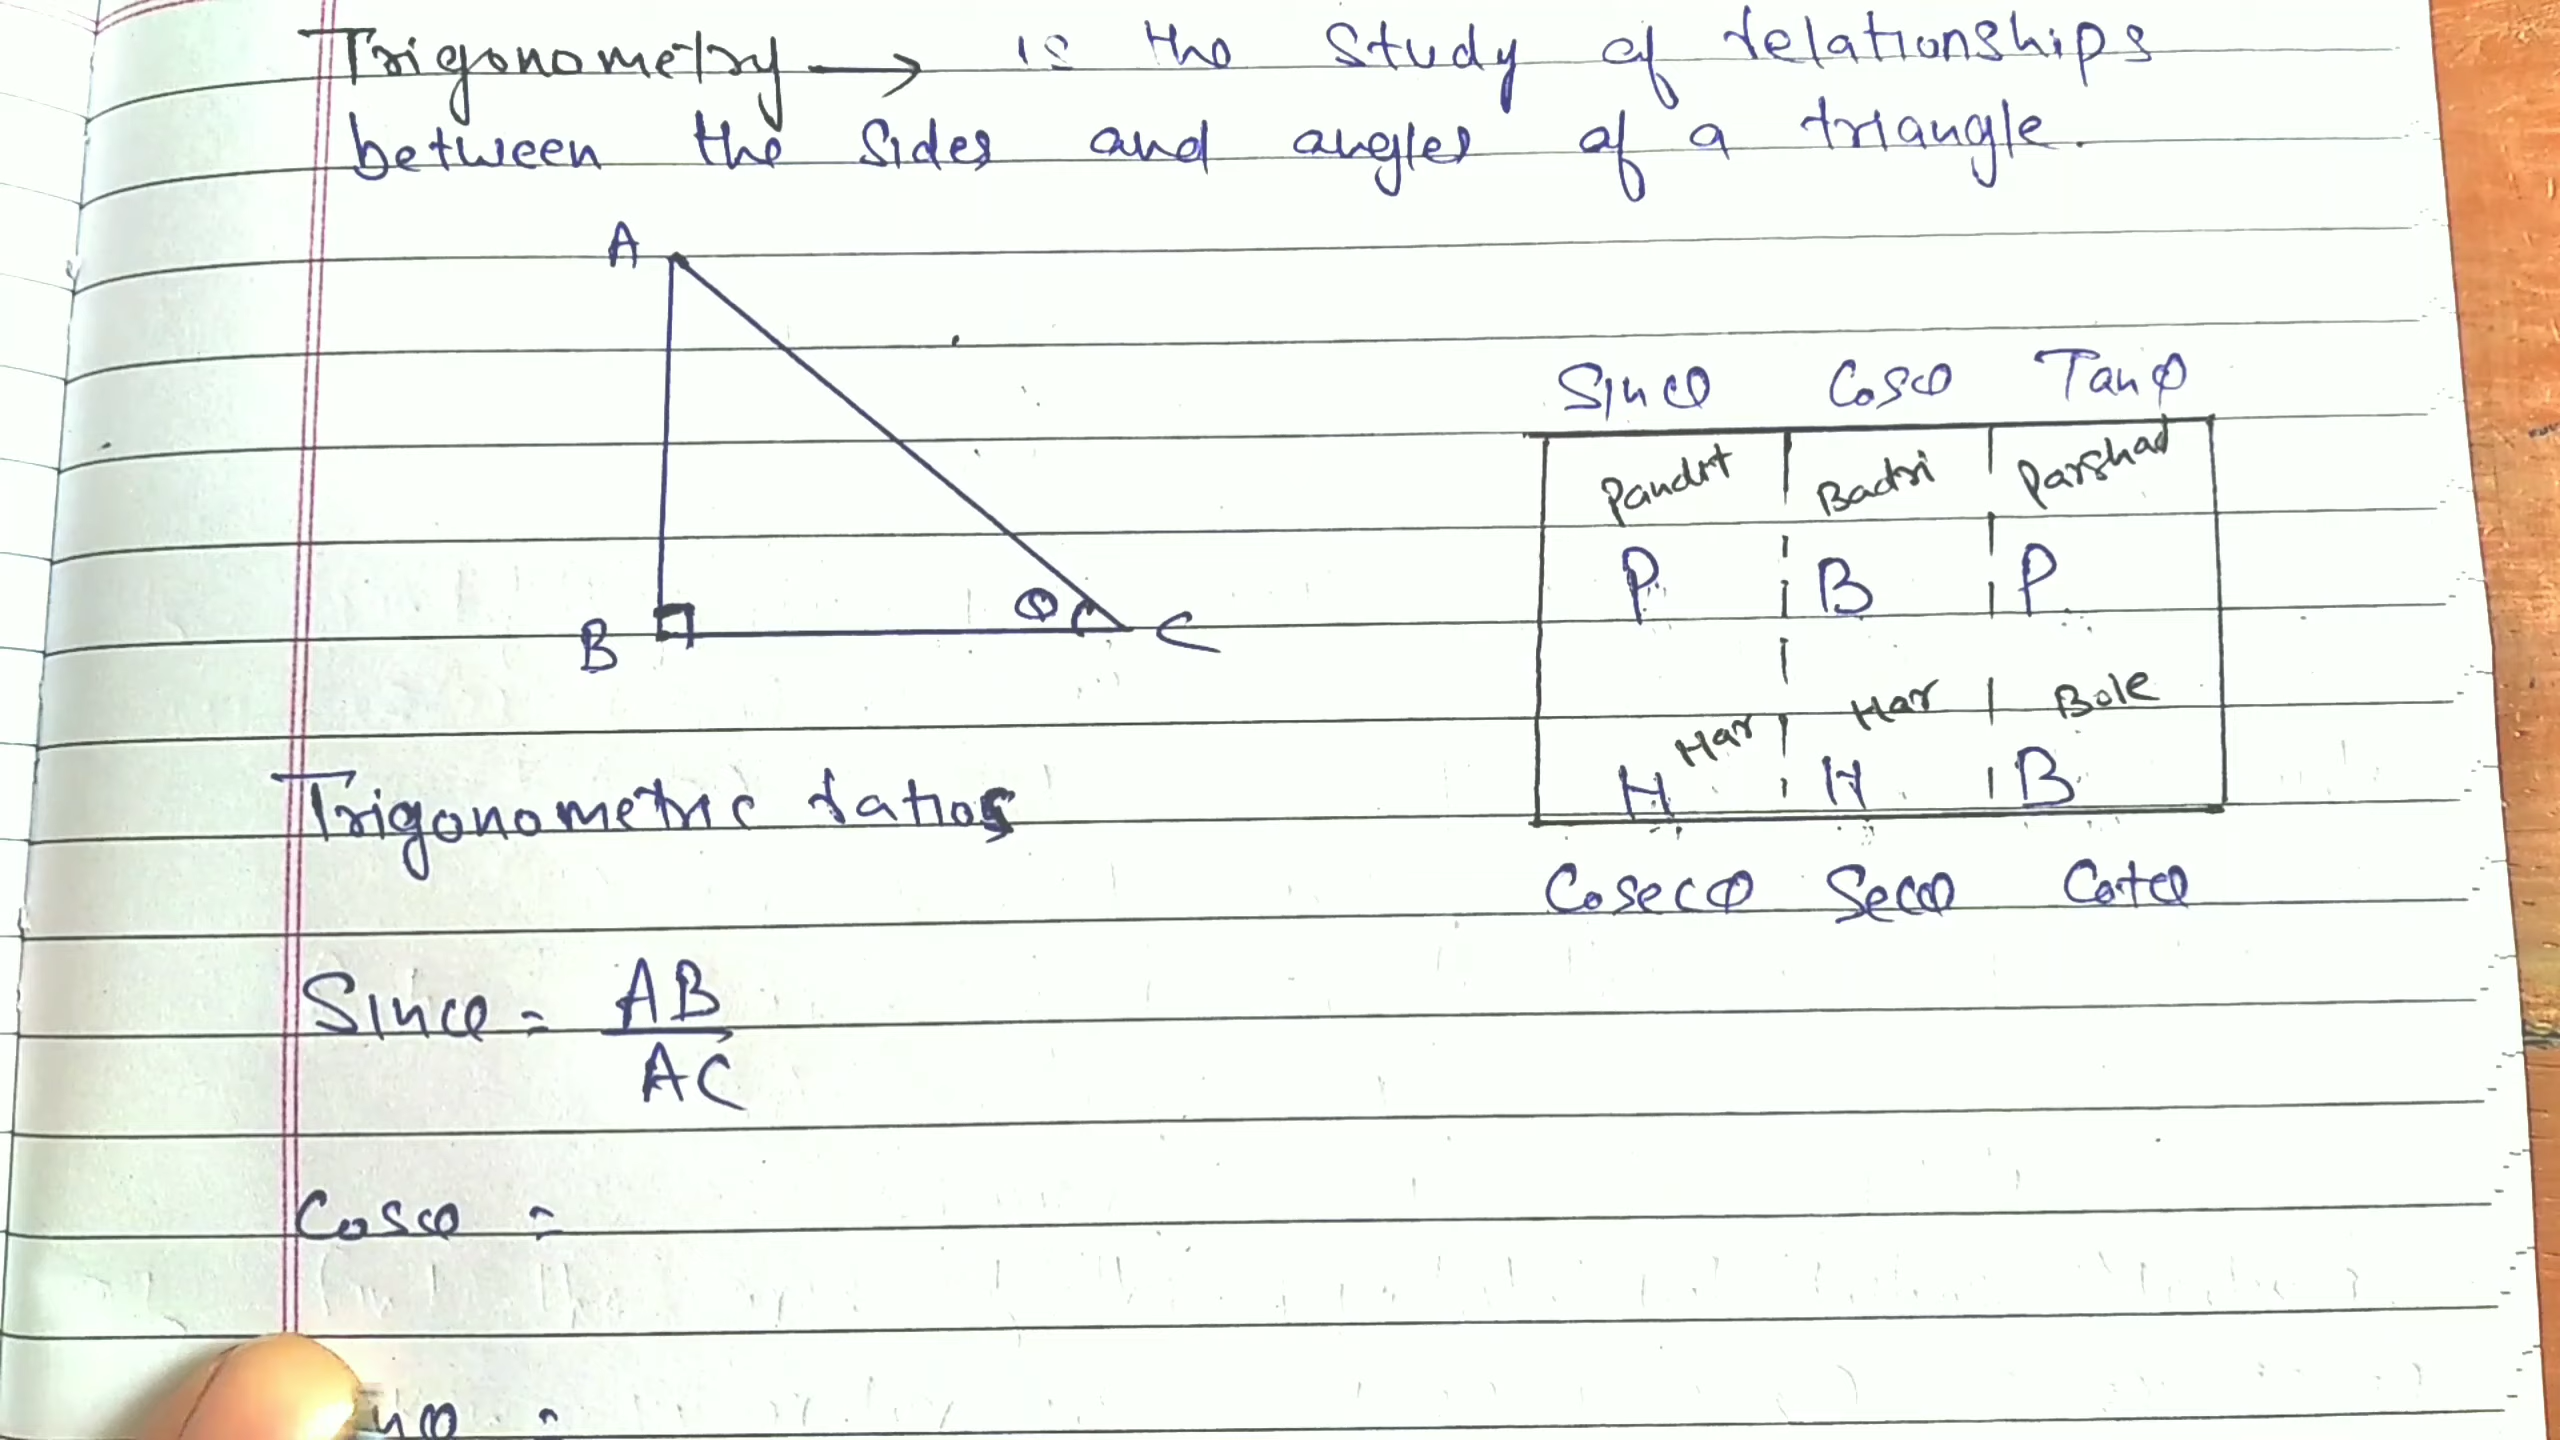 Trigonometry → is the study of relationships
between the sides and angles of a triangle.
A
B
θ
C
Sinθ Cosθ Tanθ
Pandit Badri Parshad
P B P
Har Har Bole
H H B
Cosecθ Secθ Cotθ
Trigonometric ratios
Sinθ = AB
AC
Cosθ =